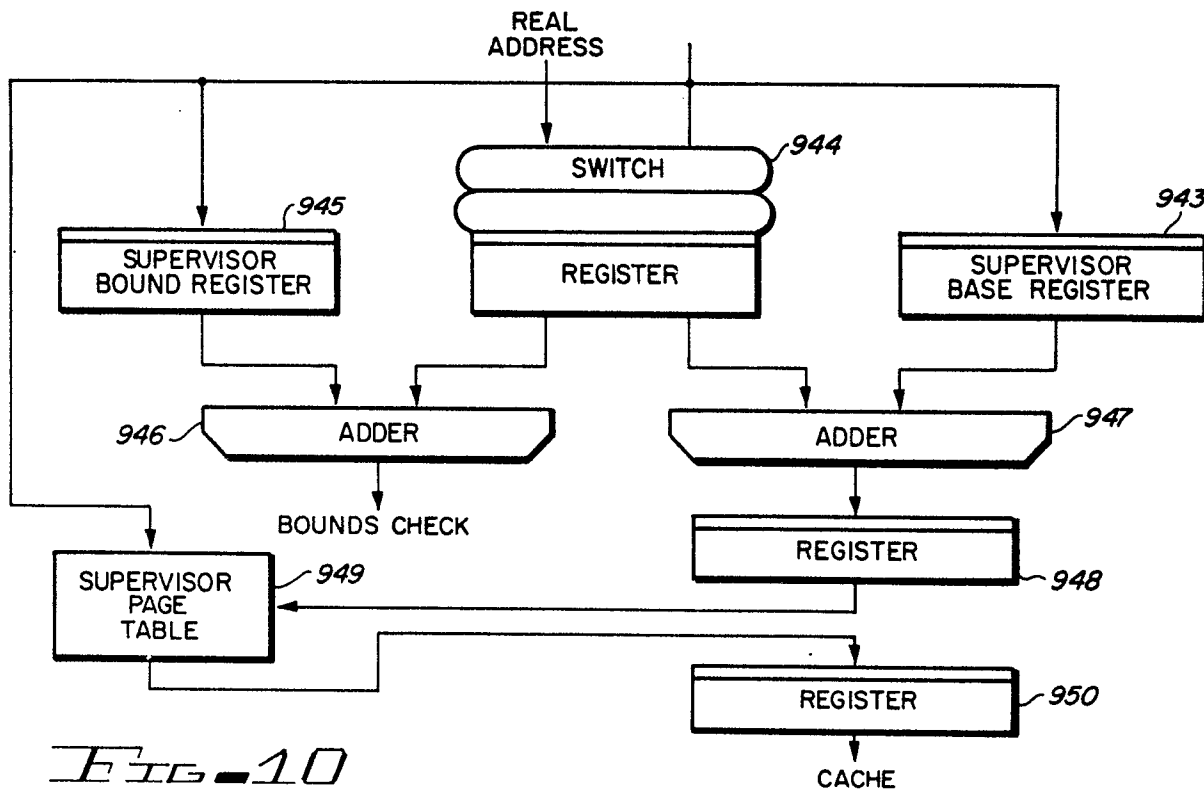 REAL
ADDRESS
944
SWITCH
945
943
SUPERVISOR
BOUND REGISTER
REGISTER
SUPERVISOR
BASE REGISTER
946
ADDER
ADDER
947
BOUNDS CHECK
REGISTER
948
SUPERVISOR
PAGE
TABLE
949
REGISTER
950
FIG-10
CACHE